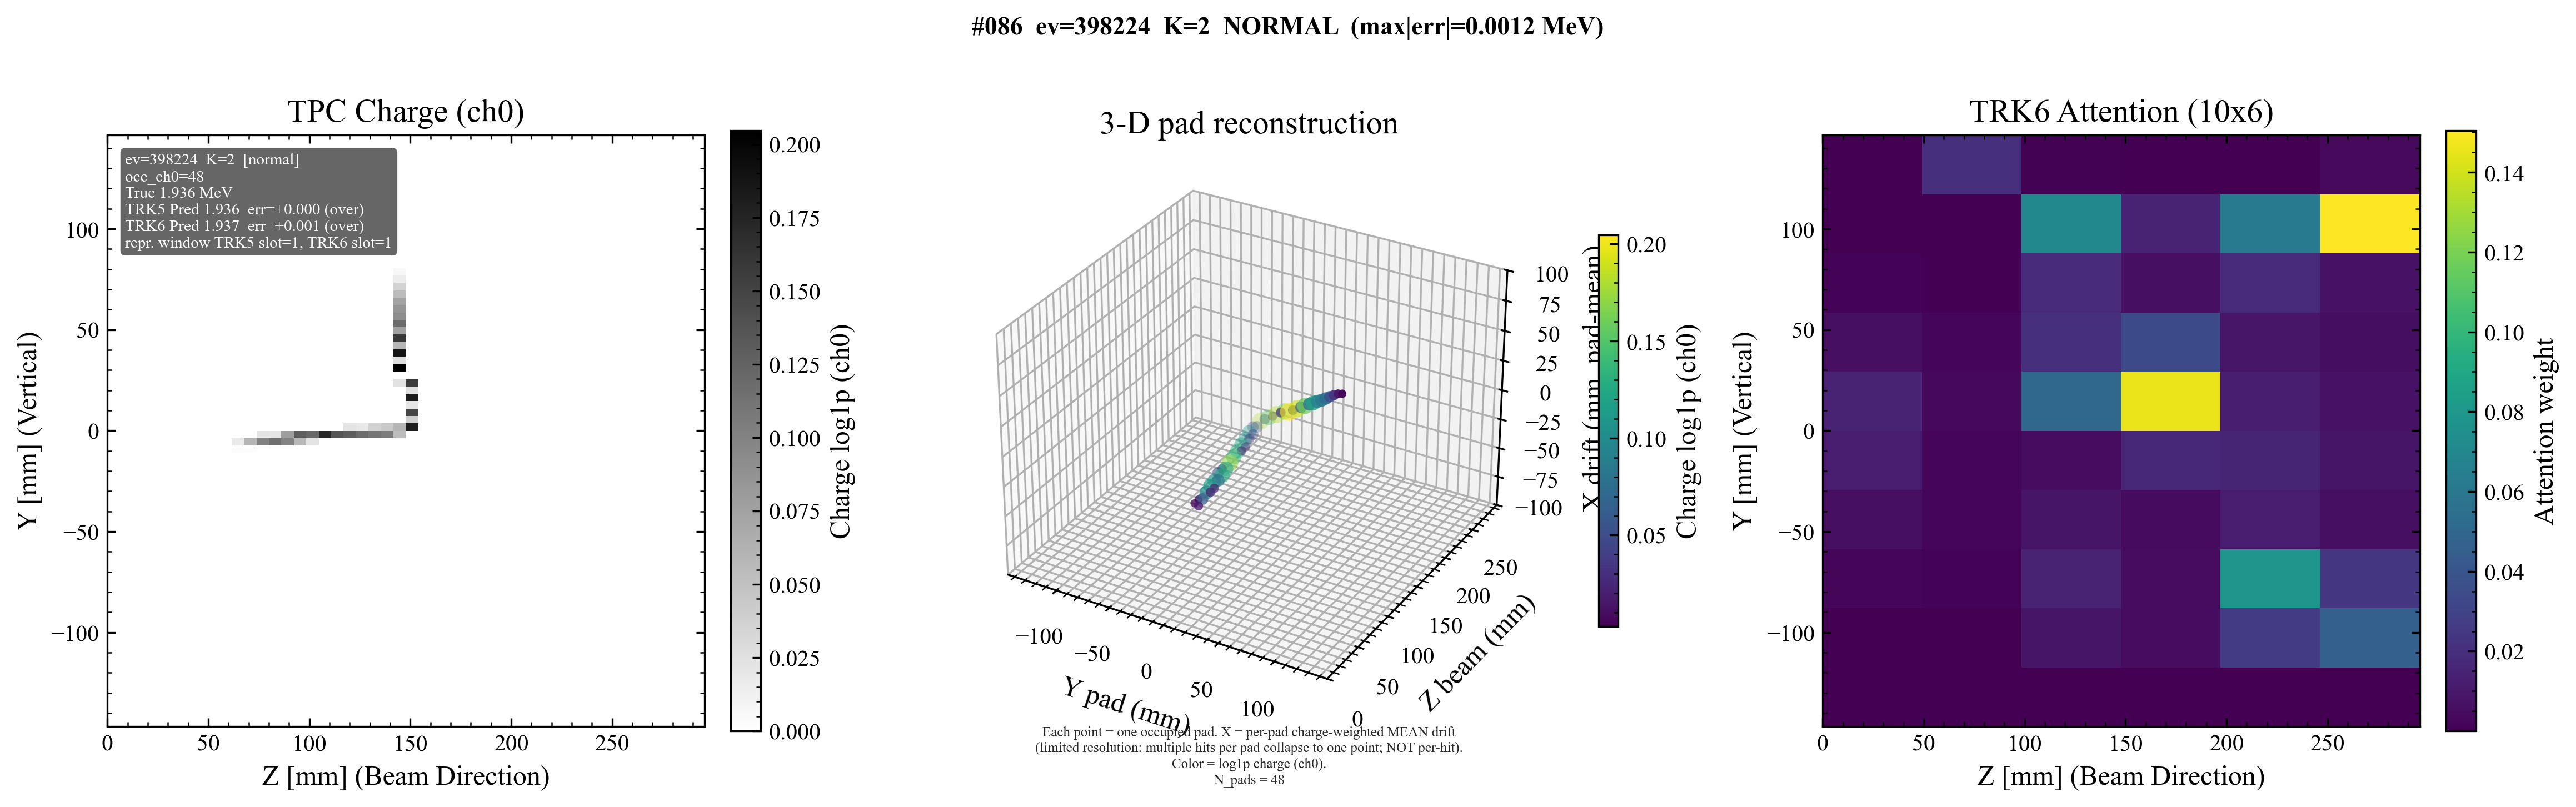 #086  ev=398224  K=2  NORMAL  (max|err|=0.0012 MeV)
TPC Charge (ch0)
ev=398224  K=2  [normal]
occ_ch0=48
True 1.936 MeV
TRK5 Pred 1.936  err=+0.000 (over)
TRK6 Pred 1.937  err=+0.001 (over)
repr. window TRK5 slot=1, TRK6 slot=1
100
50
0
−50
−100
Y [mm] (Vertical)
0
50
100
150
200
250
Z [mm] (Beam Direction)
0.200
0.175
0.150
0.125
0.100
0.075
0.050
0.025
0.000
Charge log1p (ch0)
3-D pad reconstruction
100
75
50
25
0
−25
−50
−75
−100
X drift (mm, pad-mean)
−100
−50
0
50
100
Y pad (mm)
0
50
100
150
200
250
Z beam (mm)
0.20
0.15
0.10
0.05
Charge log1p (ch0)
Each point = one occupied pad. X = per-pad charge-weighted MEAN drift
(limited resolution: multiple hits per pad collapse to one point; NOT per-hit).
Color = log1p charge (ch0).
N_pads = 48
TRK6 Attention (10x6)
100
50
0
−50
−100
Y [mm] (Vertical)
0
50
100
150
200
250
Z [mm] (Beam Direction)
0.14
0.12
0.10
0.08
0.06
0.04
0.02
Attention weight